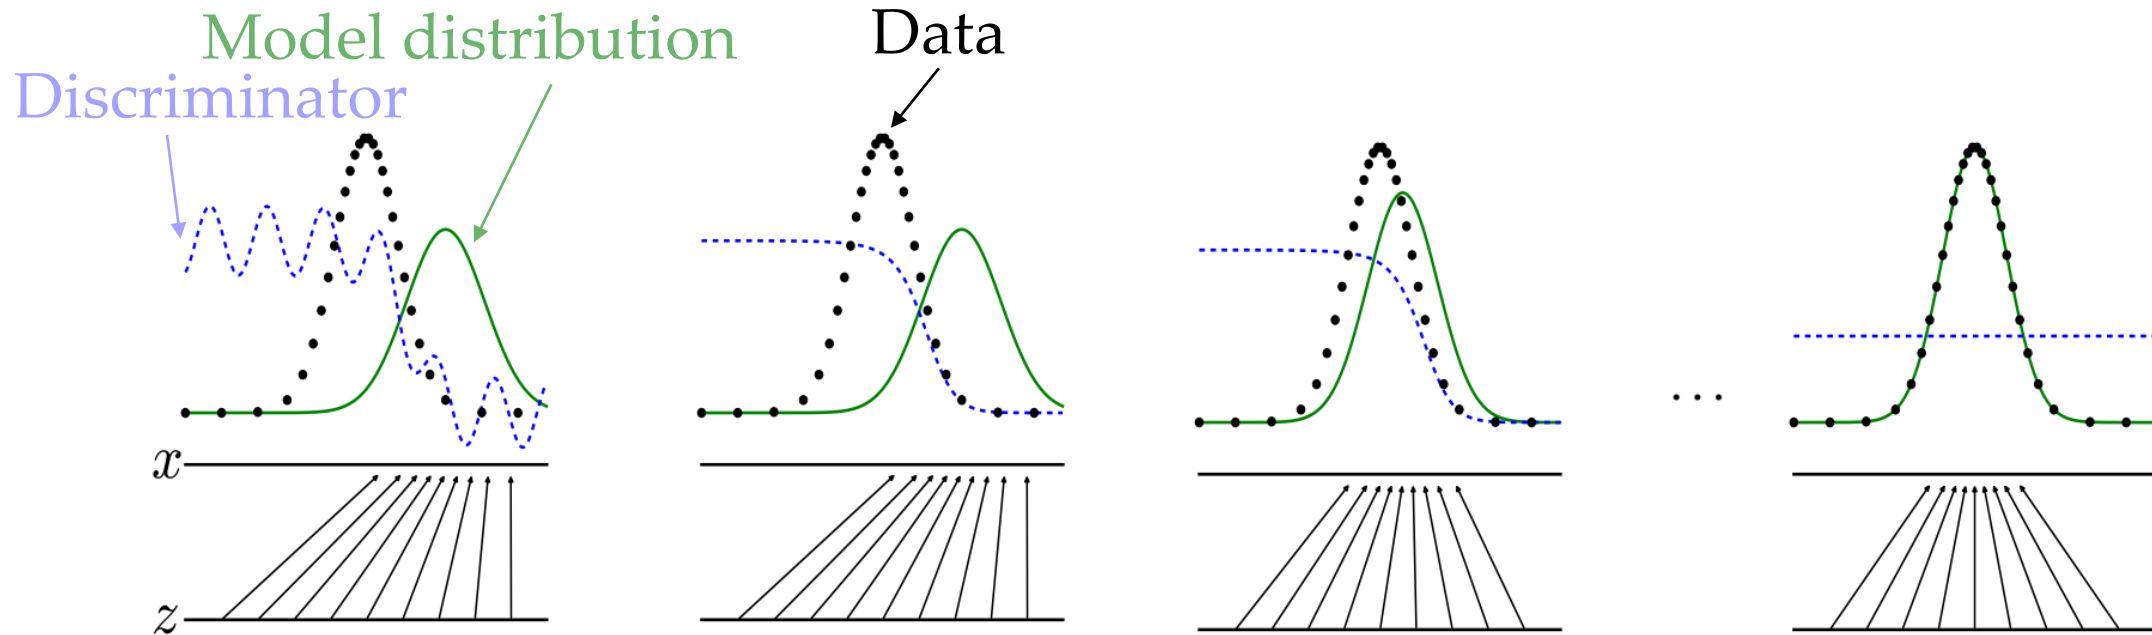 Model distribution
Data
Discriminator
...
x
z